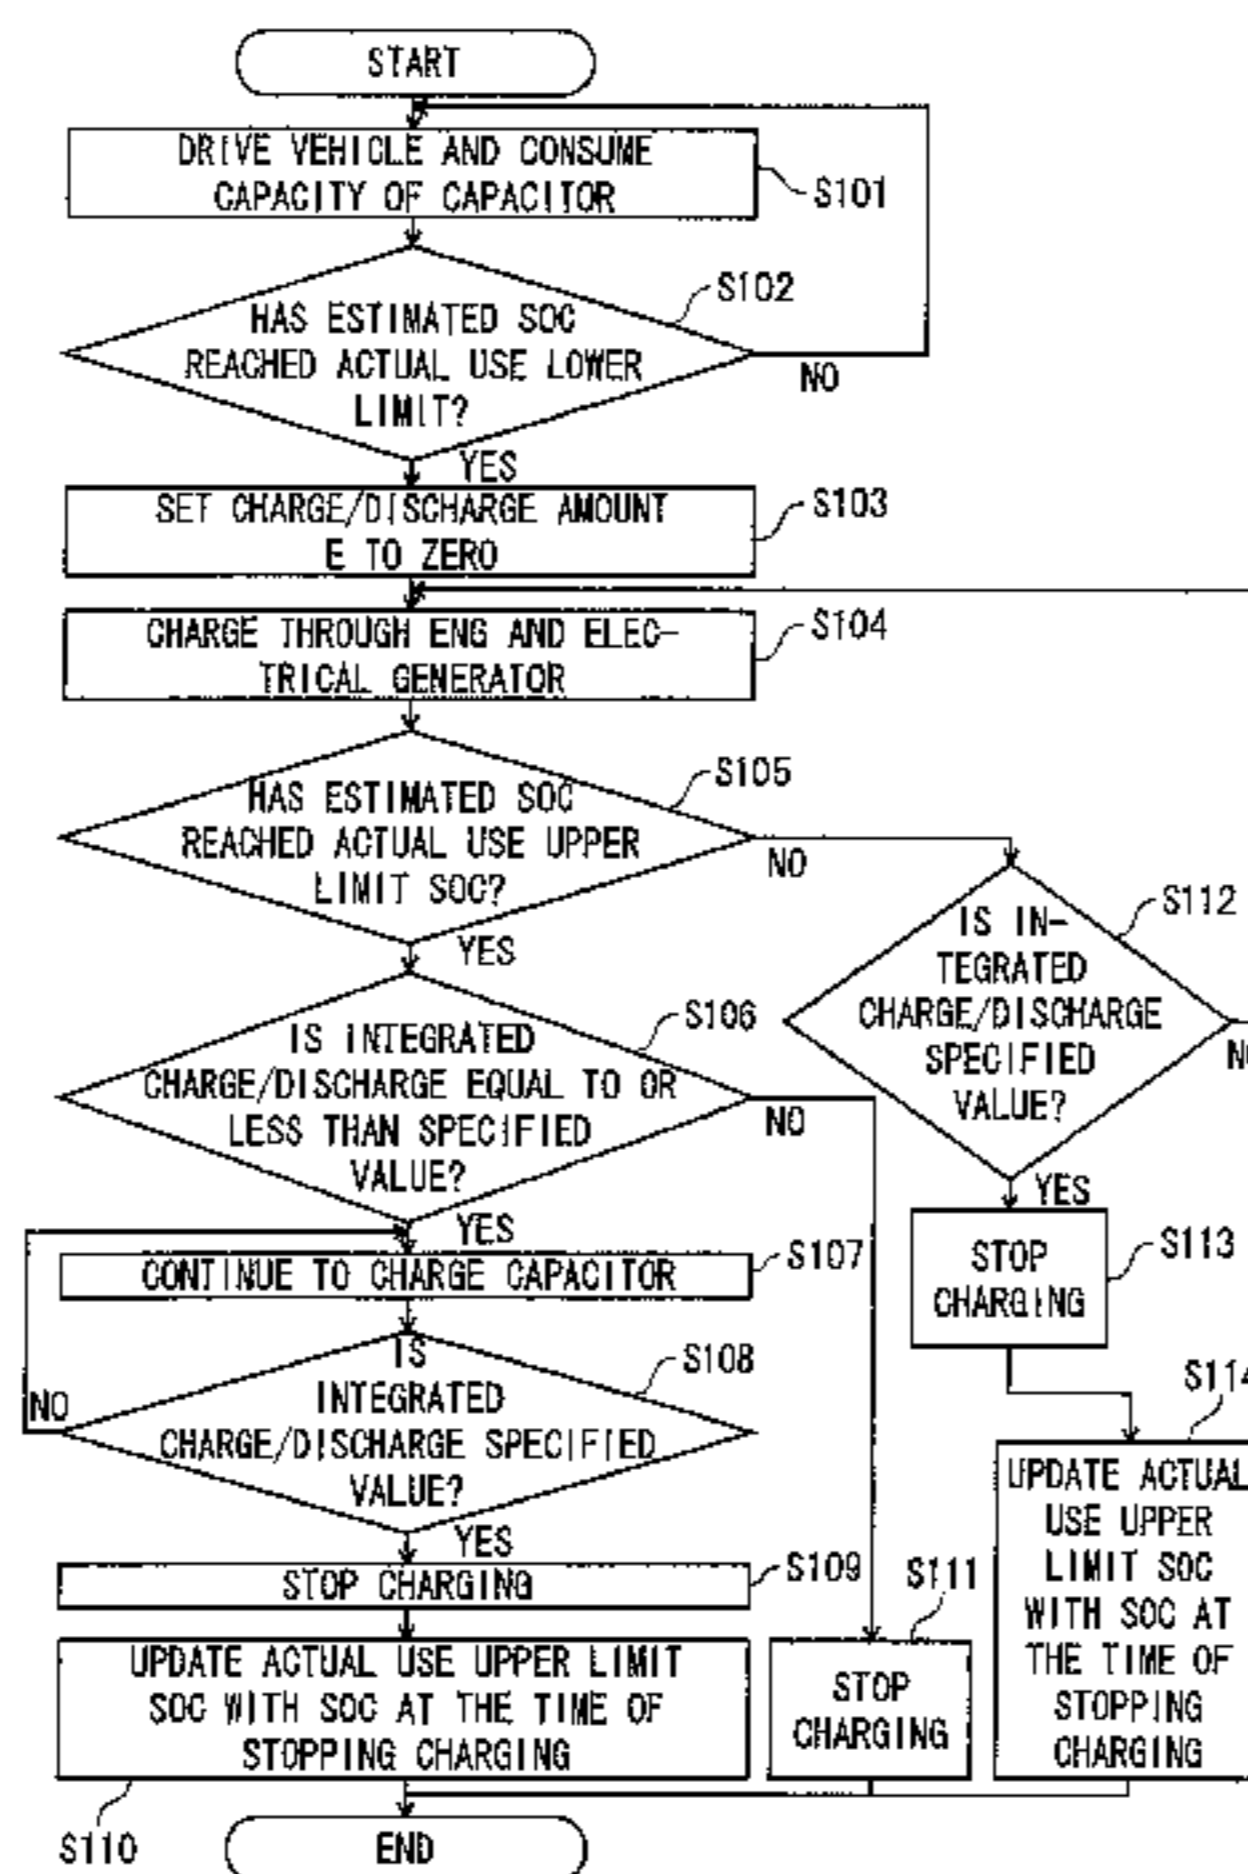 START
DRIVE VEHICLE AND CONSUME
CAPACITY OF CAPACITOR
S101
HAS ESTIMATED SOC
REACHED ACTUAL USE LOWER
LIMIT?
S102
NO
YES
SET CHARGE/DISCHARGE AMOUNT
E TO ZERO
S103
CHARGE THROUGH ENG AND ELEC-
TRICAL GENERATOR
S104
HAS ESTIMATED SOC
REACHED ACTUAL USE UPPER
LIMIT SOC?
S105
NO
YES
IS INTEGRATED
CHARGE/DISCHARGE EQUAL TO OR
LESS THAN SPECIFIED
VALUE?
S106
NO
YES
CONTINUE TO CHARGE CAPACITOR
S107
IS
INTEGRATED
CHARGE/DISCHARGE SPECIFIED
VALUE?
S108
NO
YES
STOP CHARGING
S109
UPDATE ACTUAL USE UPPER LIMIT
SOC WITH SOC AT THE TIME OF
STOPPING CHARGING
S110
STOP
CHARGING
S111
IS IN-
TEGRATED
CHARGE/DISCHARGE
SPECIFIED
VALUE?
S112
YES
STOP
CHARGING
S113
S114
UPDATE ACTUAL
USE UPPER
LIMIT SOC
WITH SOC AT
THE TIME OF
STOPPING
CHARGING
END